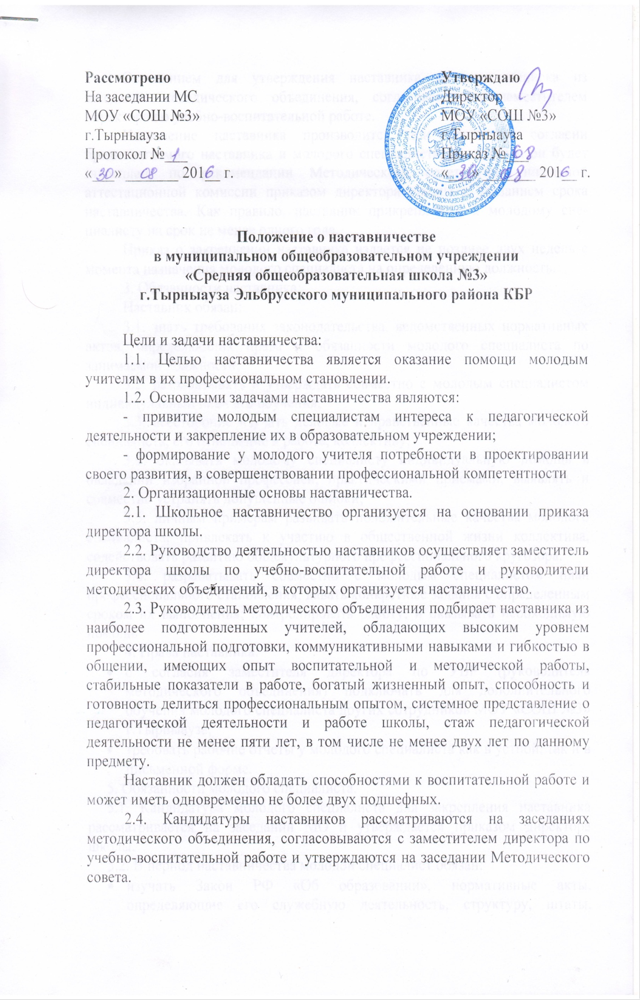 Рассмотрено
На заседании МС
МОУ «СОШ №3»
г.Тырныауза
Протокол № 1
«30» 08 2016 г.
Утверждаю
Директор
МОУ «СОШ №3»
г.Тырныауза
Приказ № 68
«30» 08 2016 г.
Положение о наставничестве
в муниципальном общеобразовательном учреждении
«Средняя общеобразовательная школа №3»
г.Тырныауза Эльбрусского муниципального района КБР
Цели и задачи наставничества:
1.1. Целью наставничества является оказание помощи молодым
учителям в их профессиональном становлении.
1.2. Основными задачами наставничества являются:
- привитие молодым специалистам интереса к педагогической
деятельности и закрепление их в образовательном учреждении;
- формирование у молодого учителя потребности в проектировании
своего развития, в совершенствовании профессиональной компетентности
2. Организационные основы наставничества.
2.1. Школьное наставничество организуется на основании приказа
директора школы.
2.2. Руководство деятельностью наставников осуществляет заместитель
директора школы по учебно-воспитательной работе и руководители
методических объединений, в которых организуется наставничество.
2.3. Руководитель методического объединения подбирает наставника из
наиболее подготовленных учителей, обладающих высоким уровнем
профессиональной подготовки, коммуникативными навыками и гибкостью в
общении, имеющих опыт воспитательной и методической работы,
стабильные показатели в работе, богатый жизненный опыт, способность и
готовность делиться профессиональным опытом, системное представление о
педагогической деятельности и работе школы, стаж педагогической
деятельности не менее пяти лет, в том числе не менее двух лет по данному
предмету.
Наставник должен обладать способностями к воспитательной работе и
может иметь одновременно не более двух подшефных.
2.4. Кандидатуры наставников рассматриваются на заседаниях
методического объединения, согласовываются с заместителем директора по
учебно-воспитательной работе и утверждаются на заседании Методического
совета.